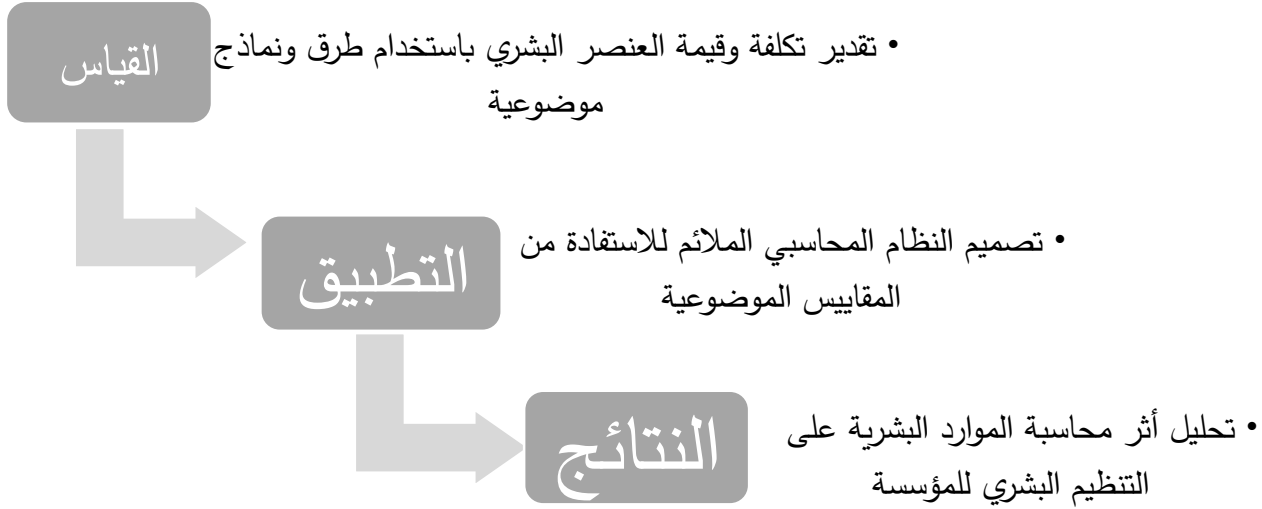 القياس
• تقدير تكلفة وقيمة العنصر البشري باستخدام طرق ونماذج
موضوعية
التطبيق
• تصميم النظام المحاسبي الملائم للاستفادة من
المقاييس الموضوعية
النتائج
• تحليل أثر محاسبة الموارد البشرية على
التنظيم البشري للمؤسسة